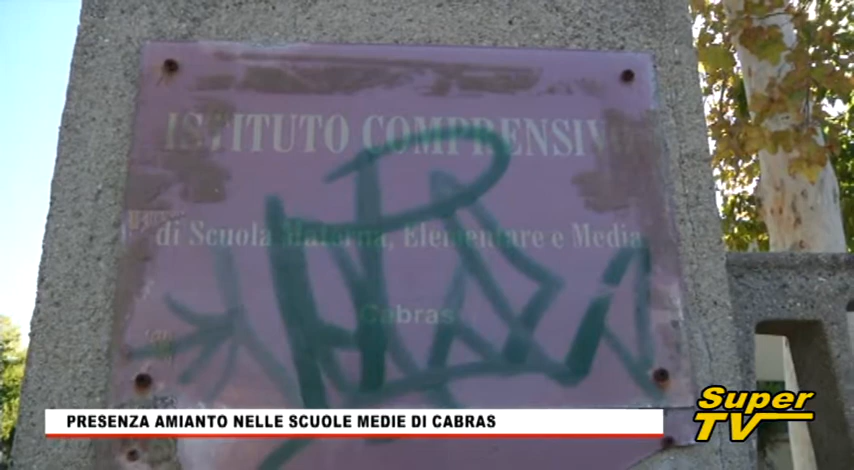 ISTITUTO COMPRENSIVO
di Scuola Materna, Elementare e Media
Cabras
PRESENZA AMIANTO NELLE SCUOLE MEDIE DI CABRAS
Super
TV